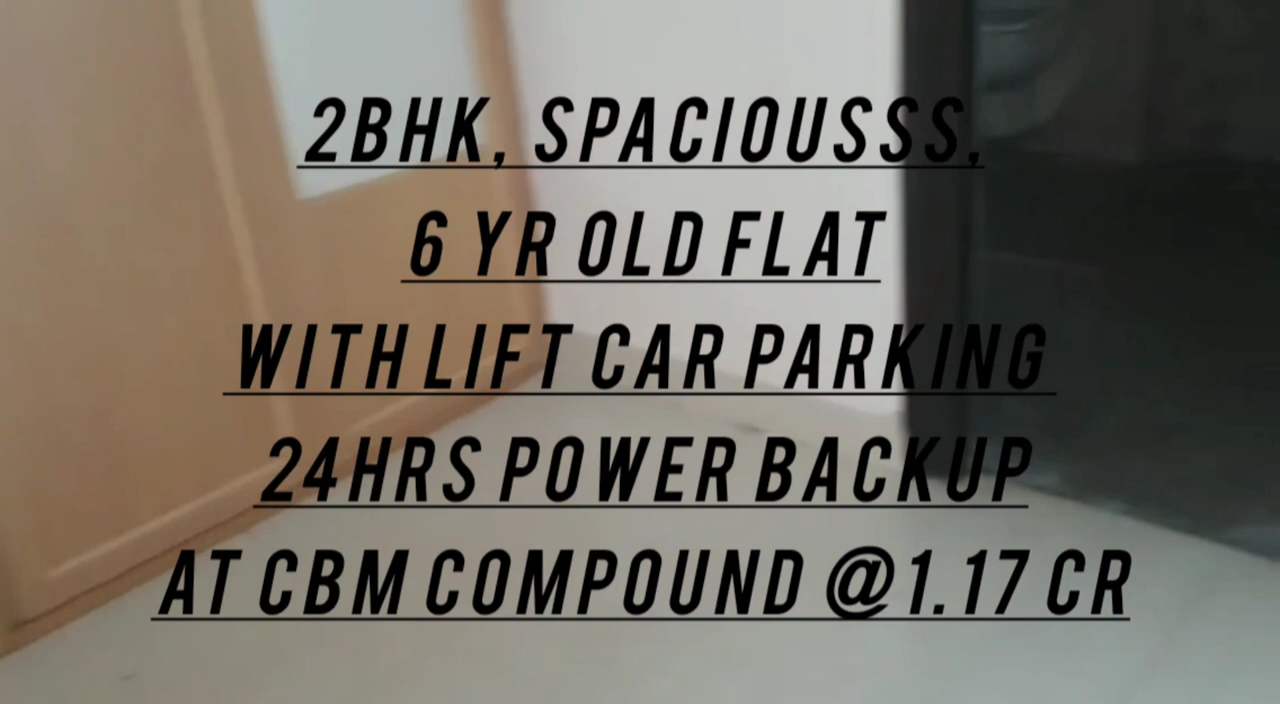 2BHK, SPACIOUSSS,
6 YR OLD FLAT
WITH LIFT CAR PARKING
24HRS POWER BACKUP
AT CBM COMPOUND @1.17 CR